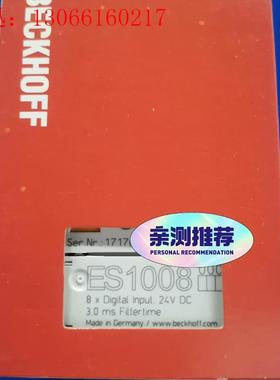 : 13066160217
BECKHOFF
Ser Nr: 1717
亲测推荐
PERSONAL RECOMMENDATION
ES1008
8 x Digital Input, 24V DC
3.0 ms Filtertime
Made in Germany / www.beckhoff.com